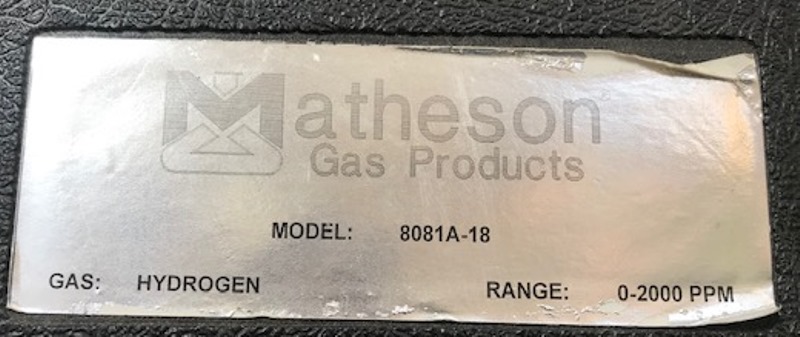 Matheson®
Gas Products
MODEL: 8081A-18
GAS: HYDROGEN RANGE: 0-2000 PPM